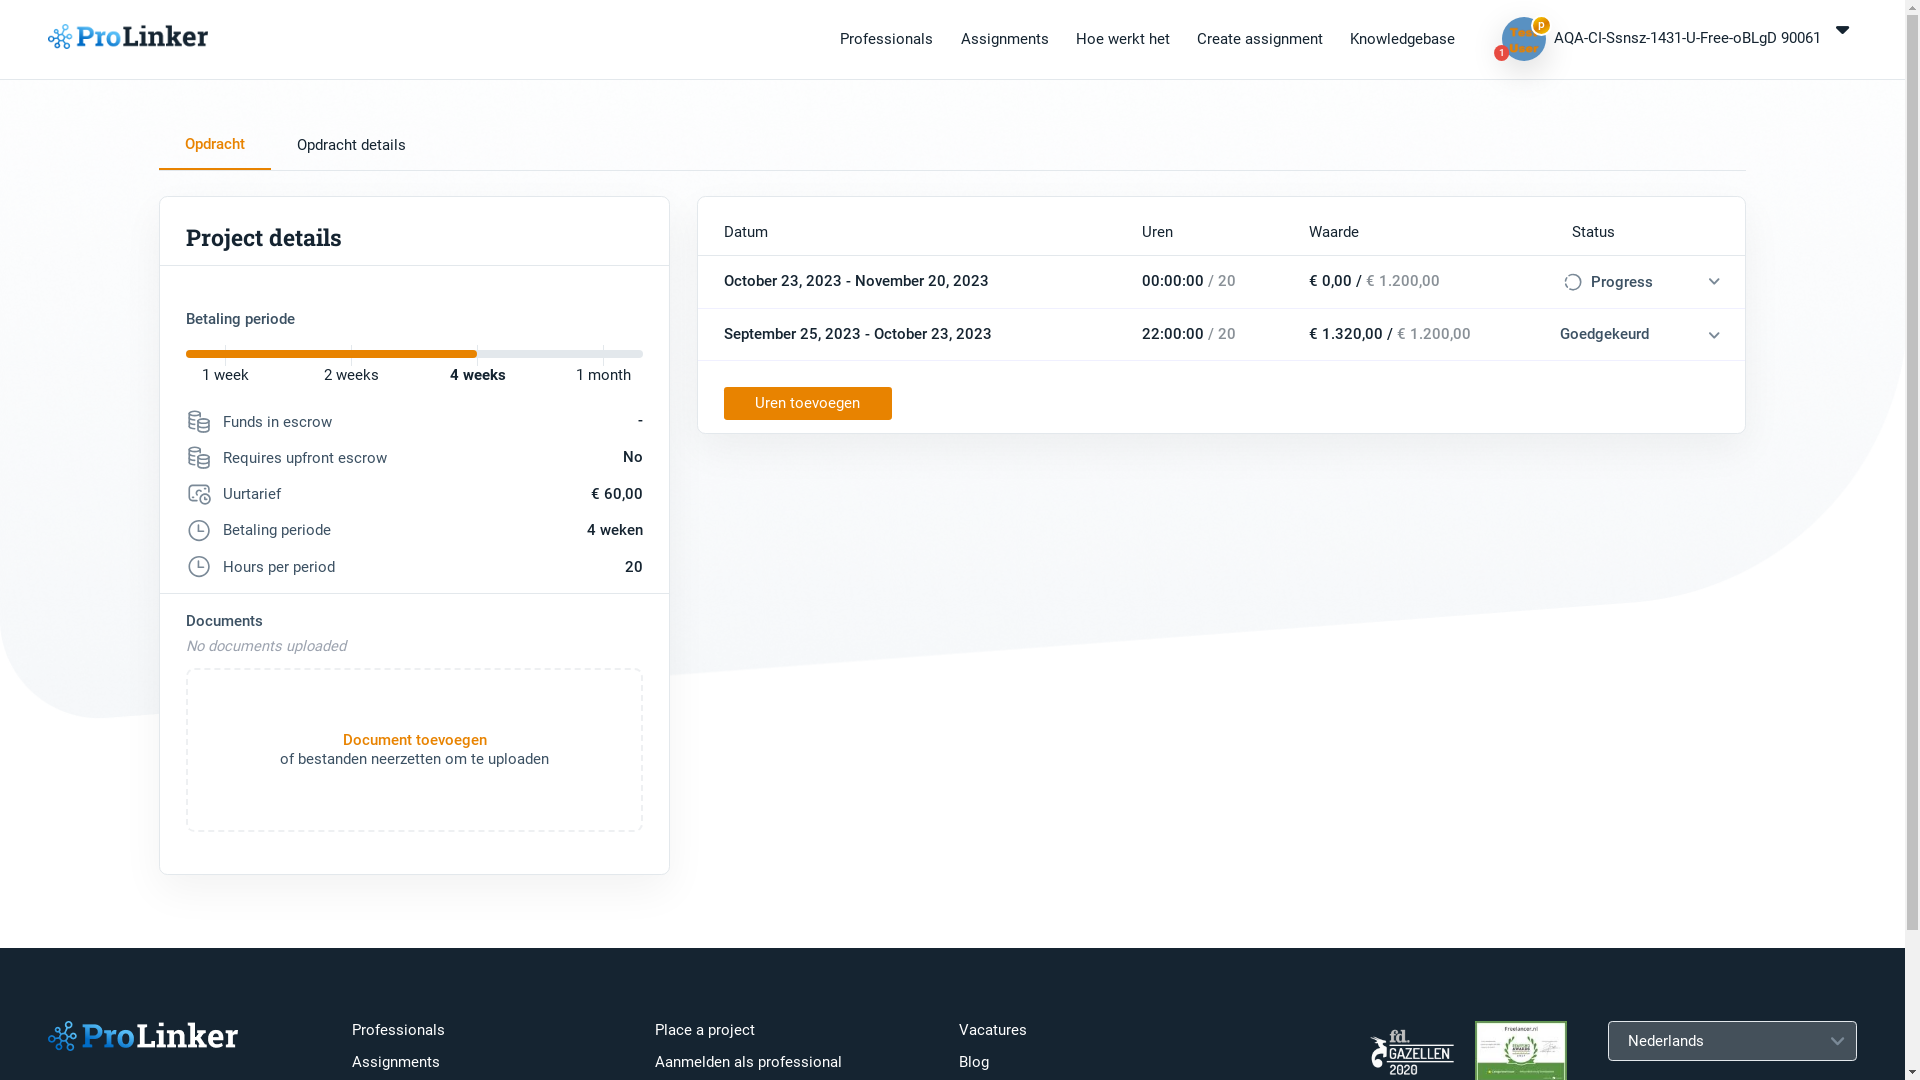 ProLinker
Professionals
Assignments
Hoe werkt het
Create assignment
Knowledgebase
P
1
AQA-CI-Ssnsz-1431-U-Free-oBLgD 90061
Opdracht
Opdracht details
Project details
Betaling periode
1 week
2 weeks
4 weeks
1 month
Funds in escrow -
Requires upfront escrow No
Uurtarief € 60,00
Betaling periode 4 weken
Hours per period 20
Documents
No documents uploaded
Document toevoegen
of bestanden neerzetten om te uploaden
Datum Uren Waarde Status
October 23, 2023 - November 20, 2023 00:00:00 / 20 € 0,00 / € 1.200,00 Progress
September 25, 2023 - October 23, 2023 22:00:00 / 20 € 1.320,00 / € 1.200,00 Goedgekeurd
Uren toevoegen
ProLinker
Professionals
Assignments
Place a project
Aanmelden als professional
Vacatures
Blog
fd.
GAZELLEN
2020
Freelancer.nl
Nederlands